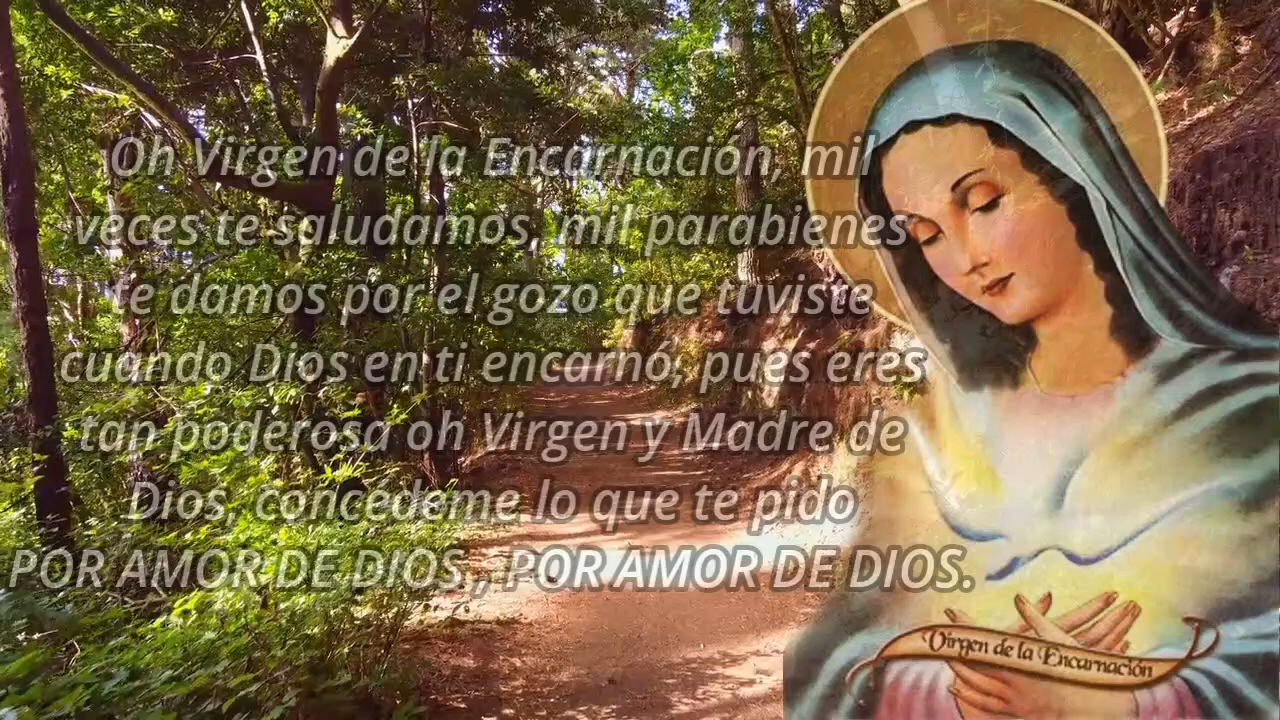 Oh Virgen de la Encarnación, mil
veces te saludamos, mil parabienes
te damos por el gozo que tuviste
cuando Dios en ti encarnó, pues eres
tan poderosa oh Virgen y Madre de
Dios, concédeme lo que te pido
POR AMOR DE DIOS, , POR AMOR DE DIOS.
Virgen de la Encarnación